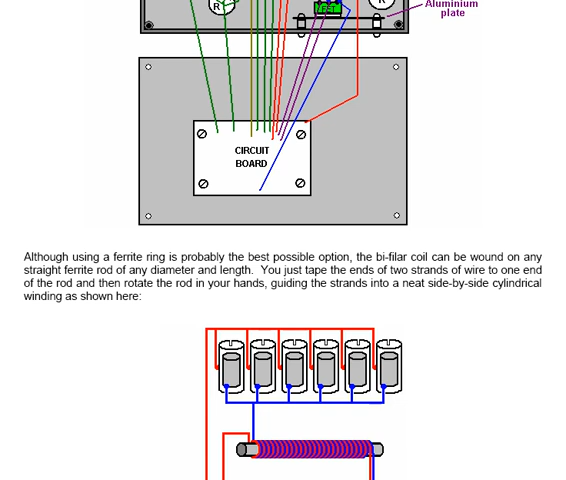 R
FET
R
Aluminium
plate
CIRCUIT
BOARD
Although using a ferrite ring is probably the best possible option, the bi-filar coil can be wound on any
straight ferrite rod of any diameter and length. You just tape the ends of two strands of wire to one end
of the rod and then rotate the rod in your hands, guiding the strands into a neat side-by-side cylindrical
winding as shown here: